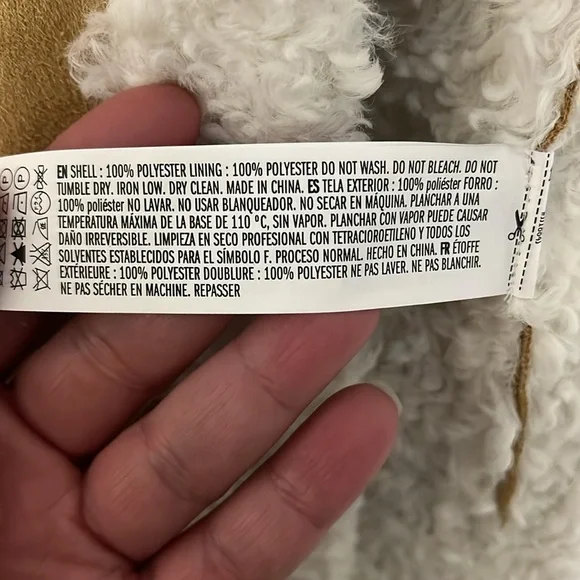 EN SHELL : 100% POLYESTER LINING : 100% POLYESTER DO NOT WASH. DO NOT BLEACH. DO NOT
TUMBLE DRY. IRON LOW. DRY CLEAN. MADE IN CHINA. ES TELA EXTERIOR : 100% poliéster FORRO :
100% poliéster NO LAVAR. NO USAR BLANQUEADOR. NO SECAR EN MÁQUINA. PLANCHAR A UNA
TEMPERATURA MÁXIMA DE LA BASE DE 110 °C, SIN VAPOR. PLANCHAR CON VAPOR PUEDE CAUSAR
DAÑO IRREVERSIBLE. LIMPIEZA EN SECO PROFESIONAL CON TETRACIOROETILENA Y TODOS LOS
SOLVENTES ESTABLECIDOS PARA EL SÍMBOLO F. PROCESO NORMAL. HECHO EN CHINA. FR ÉTOFFE
EXTÉRIEURE : 100% POLYESTER DOUBLURE : 100% POLYESTER NE PAS LAVER. NE PAS BLANCHIR.
NE PAS SÉCHER EN MACHINE. REPASSER
P
P